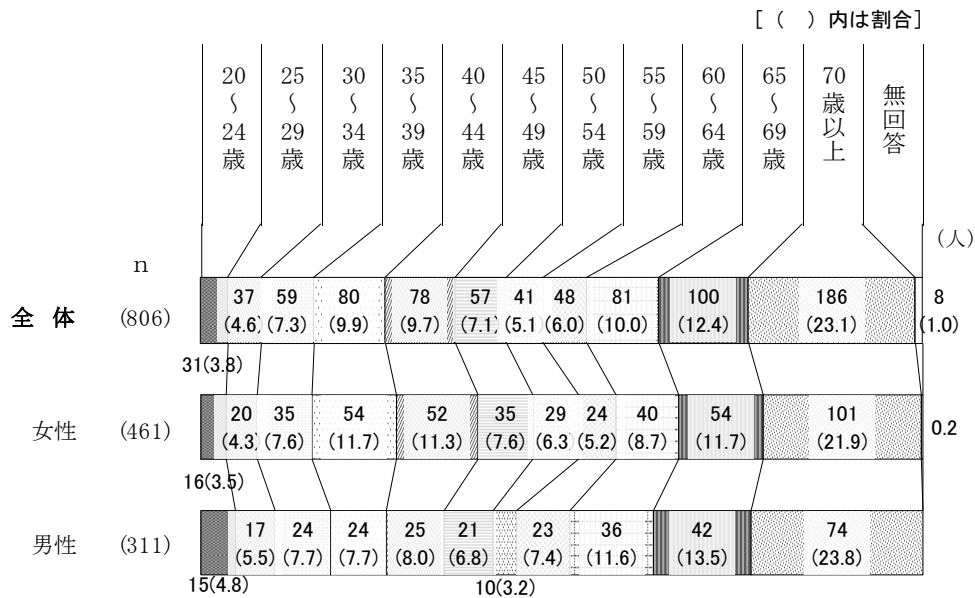 [ ( ) 内は割合]
20～24歳
25～29歳
30～34歳
35～39歳
40～44歳
45～49歳
50～54歳
55～59歳
60～64歳
65～69歳
70歳以上
無回答
(人)
n
全 体 (806)
37 59 80 78 57 41 48 81 100 186 8
(4.6) (7.3) (9.9) (9.7) (7.1) (5.1) (6.0) (10.0) (12.4) (23.1) (1.0)
31(3.8)
女性 (461)
20 35 54 52 35 29 24 40 54 101 0.2
(4.3) (7.6) (11.7) (11.3) (7.6) (6.3) (5.2) (8.7) (11.7) (21.9)
16(3.5)
男性 (311)
17 24 24 25 21 23 36 42 74
(5.5) (7.7) (7.7) (8.0) (6.8) (7.4) (11.6) (13.5) (23.8)
15(4.8) 10(3.2)